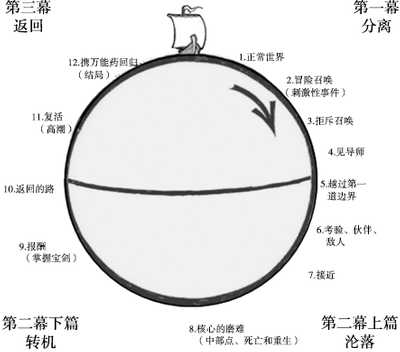 第三幕
返回
第一幕
分离
1.正常世界
2.冒险召唤
(刺激性事件)
3.拒斥召唤
4.见导师
5.越过第一
道边界
6.考验、伙伴、
敌人
7.接近
第二幕上篇
沦落
8.核心的磨难
(中部点、死亡和重生)
第二幕下篇
转机
9.报酬
(掌握宝剑)
10.返回的路
11.复活
(高潮)
12.携万能药回归
(结局)